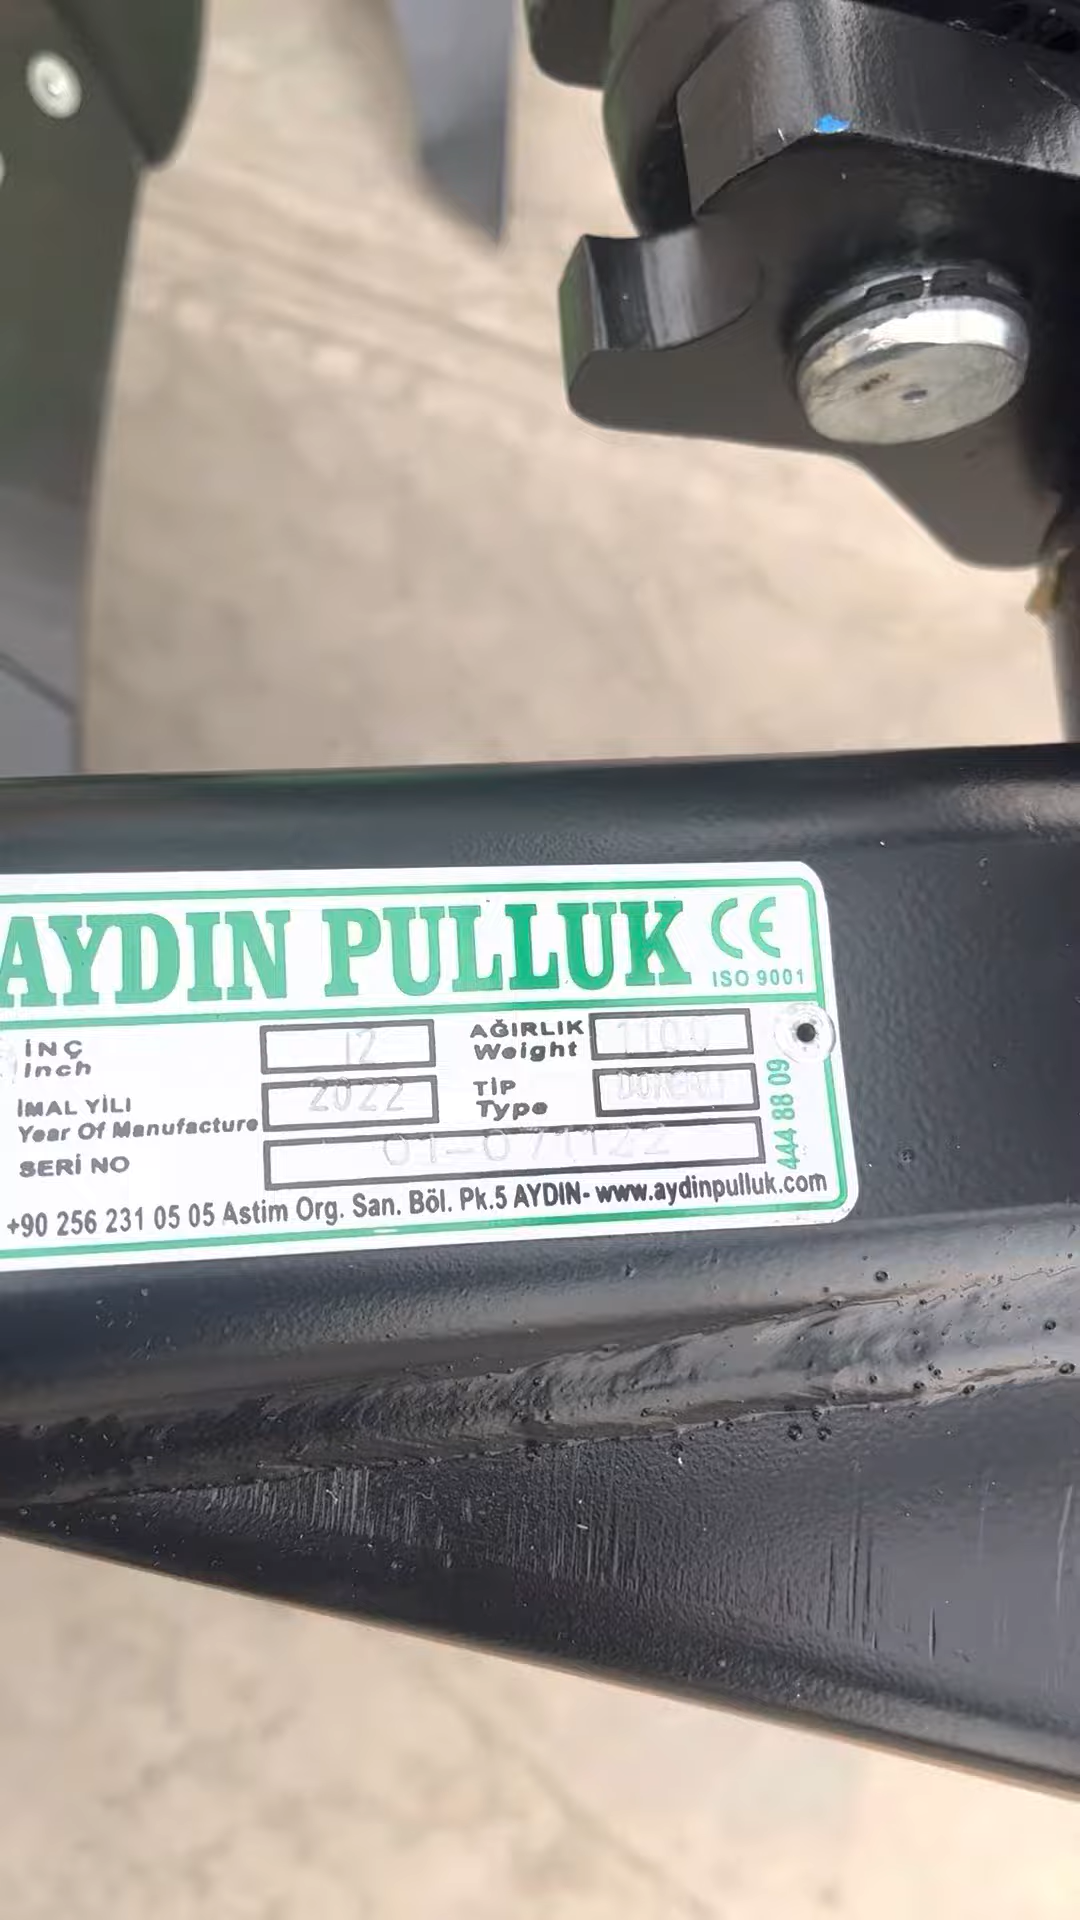 AYDIN PULLUK CE
ISO 9001
İNÇ 12 AĞIRLIK 1100
Inch Weight
İMAL YILI 2022 TİP
Year Of Manufacture Type
SERİ NO 01-071122
444 88 09
+90 256 231 05 05 Astim Org. San. Böl. Pk.5 AYDIN- www.aydinpulluk.com